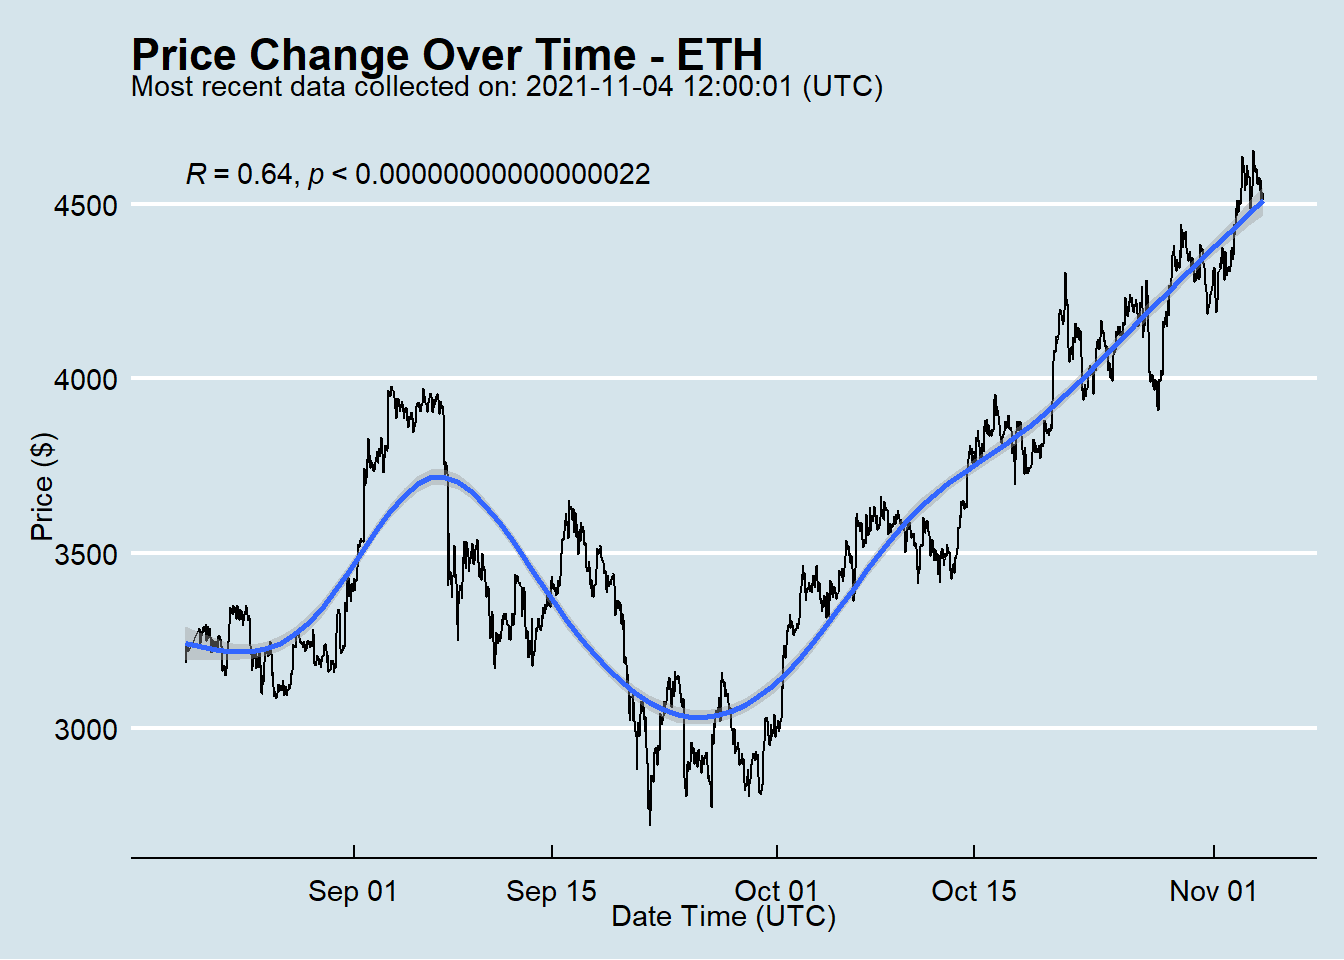 Price Change Over Time - ETH
Most recent data collected on: 2021-11-04 12:00:01 (UTC)
R = 0.64, p < 0.00000000000000022
4500
4000
3500
3000
Price ($)
Sep 01 Sep 15 Oct 01 Oct 15 Nov 01
Date Time (UTC)